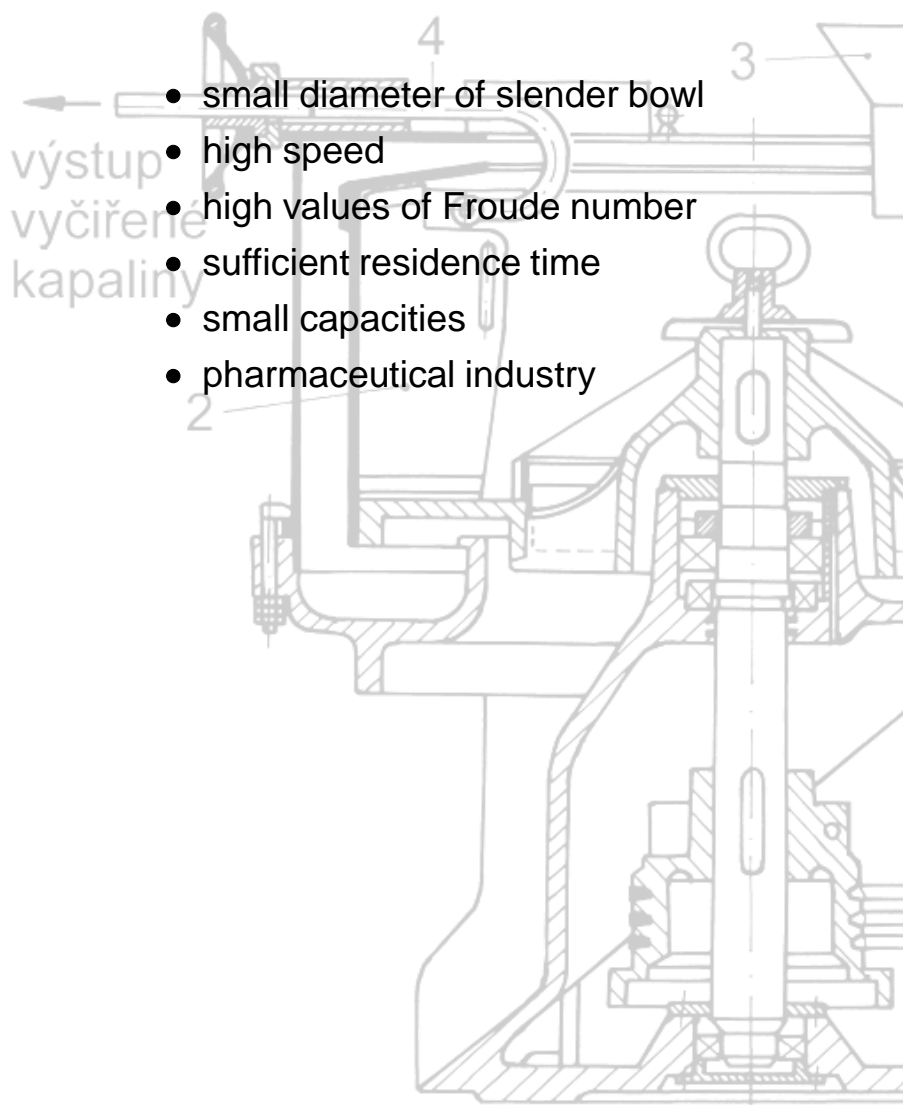 4
3
• small diameter of slender bowl
• high speed
• high values of Froude number
• sufficient residence time
• small capacities
• pharmaceutical industry
výstup
vyčiřené
kapaliny
2